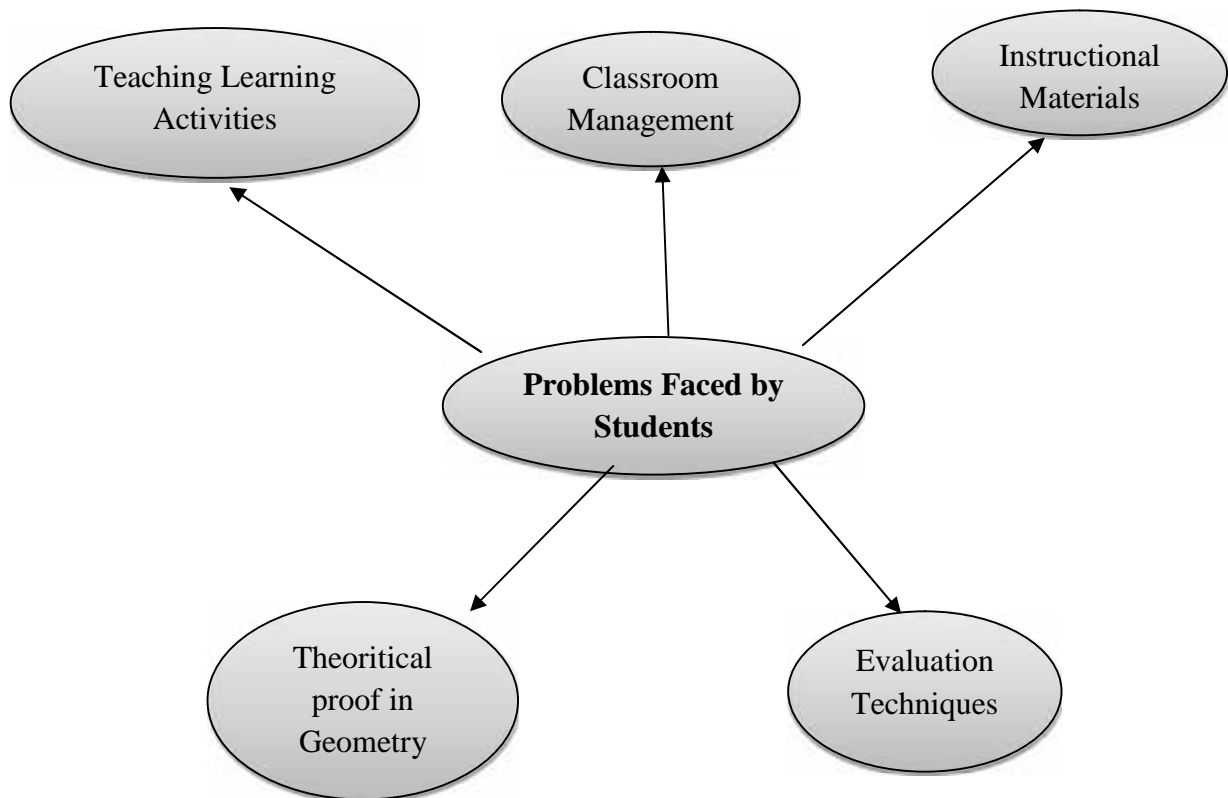 Teaching Learning
Activities
Classroom
Management
Instructional
Materials
Problems Faced by
Students
Theoritical
proof in
Geometry
Evaluation
Techniques